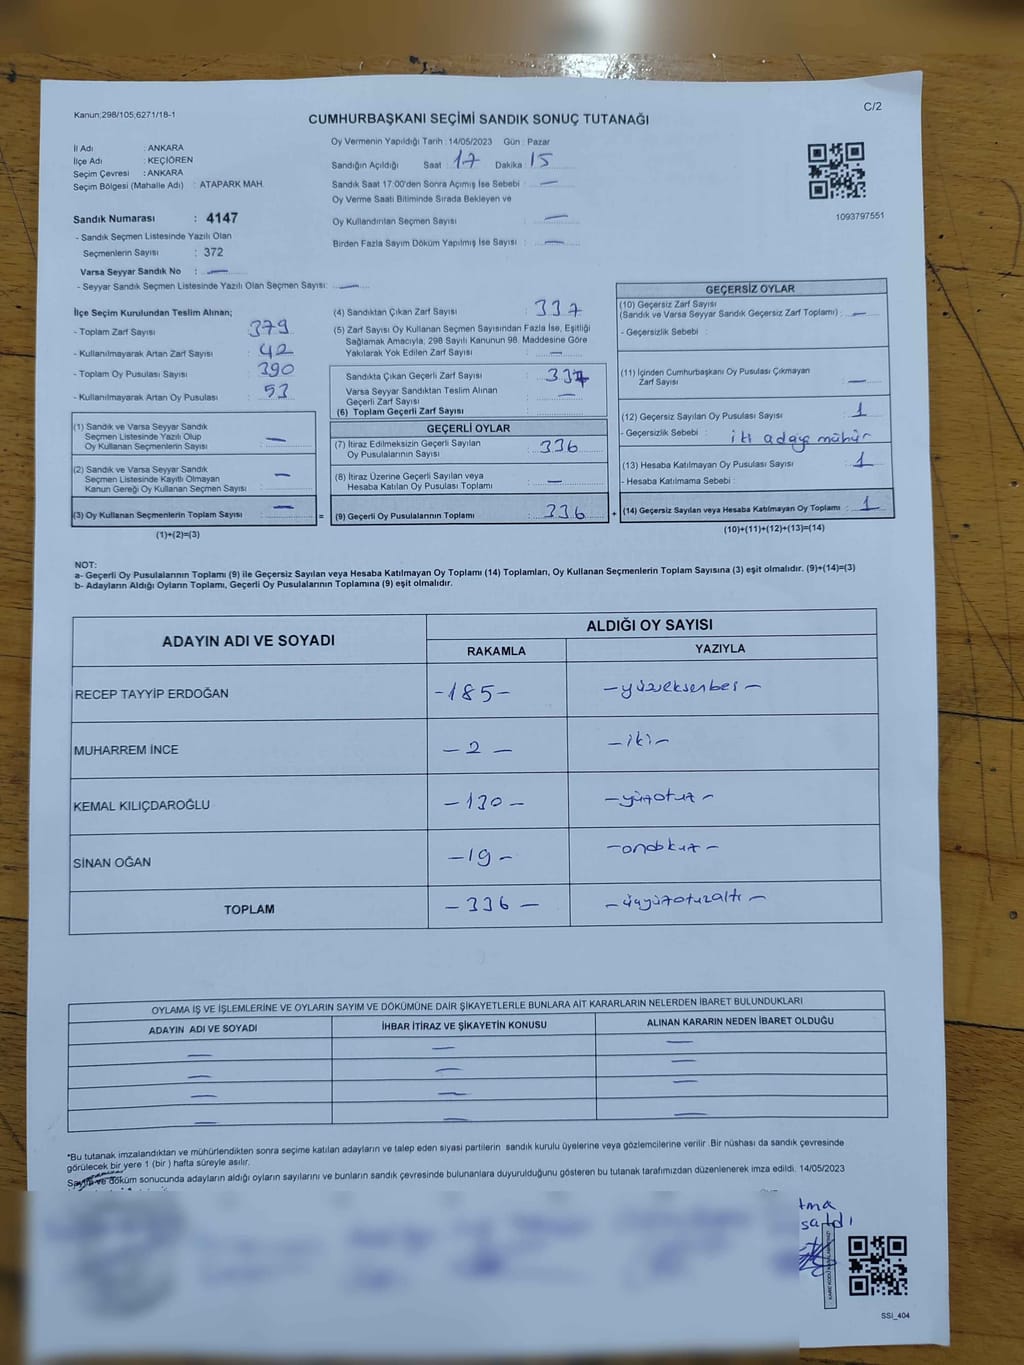 Kanun;298/105,6271/18-1
C/2
CUMHURBAŞKANI SEÇİMİ SANDIK SONUÇ TUTANAĞI
İl Adı : ANKARA
İlçe Adı : KEÇİÖREN
Seçim Çevresi : ANKARA
Seçim Bölgesi (Mahalle Adı) : ATAPARK MAH.
Oy Vermenin Yapıldığı Tarih : 14/05/2023 Gün : Pazar
Sandığın Açıldığı Saat : 17 Dakika : 15
Sandık Saat 17:00'den Sonra Açımış İse Sebebi : —
Oy Verme Saati Bitiminde Sırada Bekleyen ve
Oy Kullandırılan Seçmen Sayısı : —
Birden Fazla Sayım Döküm Yapılmış İse Sayısı : —
1093797551
Sandık Numarası : 4147
- Sandık Seçmen Listesinde Yazılı Olan
Seçmenlerin Sayısı : 372
Varsa Seyyar Sandık No : —
- Seyyar Sandık Seçmen Listesinde Yazılı Olan Seçmen Sayısı: —
İlçe Seçim Kurulundan Teslim Alınan;
- Toplam Zarf Sayısı : 379
- Kullanılmayarak Artan Zarf Sayısı : 42
- Toplam Oy Pusulası Sayısı : 390
- Kullanılmayarak Artan Oy Pusulası : 53
(1) Sandık ve Varsa Seyyar Sandık
Seçmen Listesinde Yazılı Olup
Oy Kullanan Seçmenlerin Sayısı : —
(2) Sandık ve Varsa Seyyar Sandık
Seçmen Listesinde Kayıtlı Olmayan
Kanun Gereği Oy Kullanan Seçmen Sayısı : —
(3) Oy Kullanan Seçmenlerin Toplam Sayısı : —
(1)+(2)=(3)
(4) Sandıktan Çıkan Zarf Sayısı : 337
(5) Zarf Sayısı Oy Kullanan Seçmen Sayısından Fazla İse, Eşitliği
Sağlamak Amacıyla, 298 Sayılı Kanunun 98. Maddesine Göre
Yakılarak Yok Edilen Zarf Sayısı : —
Sandıkta Çıkan Geçerli Zarf Sayısı : 337
Varsa Seyyar Sandıktan Teslim Alınan
Geçerli Zarf Sayısı : —
(6) Toplam Geçerli Zarf Sayısı :
GEÇERLİ OYLAR
(7) İtiraz Edilmeksizin Geçerli Sayılan
Oy Pusulalarının Sayısı : 336
(8) İtiraz Üzerine Geçerli Sayılan veya
Hesaba Katılan Oy Pusulası Toplamı : —
= (9) Geçerli Oy Pusulalarının Toplamı : 336 +
GEÇERSİZ OYLAR
(10) Geçersiz Zarf Sayısı
(Sandık ve Varsa Seyyar Sandık Geçersiz Zarf Toplamı) : —
- Geçersizlik Sebebi :
(11) İçinden Cumhurbaşkanı Oy Pusulası Çıkmayan
Zarf Sayısı : —
(12) Geçersiz Sayılan Oy Pusulası Sayısı : 1
- Geçersizlik Sebebi : iki adaya mühür
(13) Hesaba Katılmayan Oy Pusulası Sayısı : 1
- Hesaba Katılmama Sebebi :
(14) Geçersiz Sayılan veya Hesaba Katılmayan Oy Toplamı : 1
(10)+(11)+(12)+(13)=(14)
NOT:
a- Geçerli Oy Pusulalarının Toplamı (9) ile Geçersiz Sayılan veya Hesaba Katılmayan Oy Toplamı (14) Toplamları, Oy Kullanan Seçmenlerin Toplam Sayısına (3) eşit olmalıdır. (9)+(14)=(3)
b- Adayların Aldığı Oyların Toplamı, Geçerli Oy Pusulalarının Toplamına (9) eşit olmalıdır.
ADAYIN ADI VE SOYADI
ALDIĞI OY SAYISI
RAKAMLA
YAZIYLA
RECEP TAYYİP ERDOĞAN -185- -yüzseksenbeş-
MUHARREM İNCE -2- -iki-
KEMAL KILIÇDAROĞLU -130- -yüzotuz-
SİNAN OĞAN -19- -ondokuz-
TOPLAM -336- -üçyüzotuzaltı-
OYLAMA İŞ VE İŞLEMLERİNE VE OYLARIN SAYIM VE DÖKÜMÜNE DAİR ŞİKAYETLERLE BUNLARA AİT KARARLARIN NELERDEN İBARET BULUNDUKLARI
ADAYIN ADI VE SOYADI
İHBAR İTİRAZ VE ŞİKAYETİN KONUSU
ALINAN KARARIN NEDEN İBARET OLDUĞU
*Bu tutanak imzalandıktan ve mühürlendikten sonra seçime katılan adayların ve talep eden siyasi partilerin sandık kurulu üyelerine veya gözlemcilerine verilir .Bir nüshası da sandık çevresinde
görülecek bir yere 1 (bir ) hafta süreyle asılır.
Sayım ve döküm sonucunda adayların aldığı oyların sayılarını ve bunların sandık çevresinde bulunanlara duyurulduğunu gösteren bu tutanak tarafımızdan düzenlenerek imza edildi. 14/05/2023
SSI_404